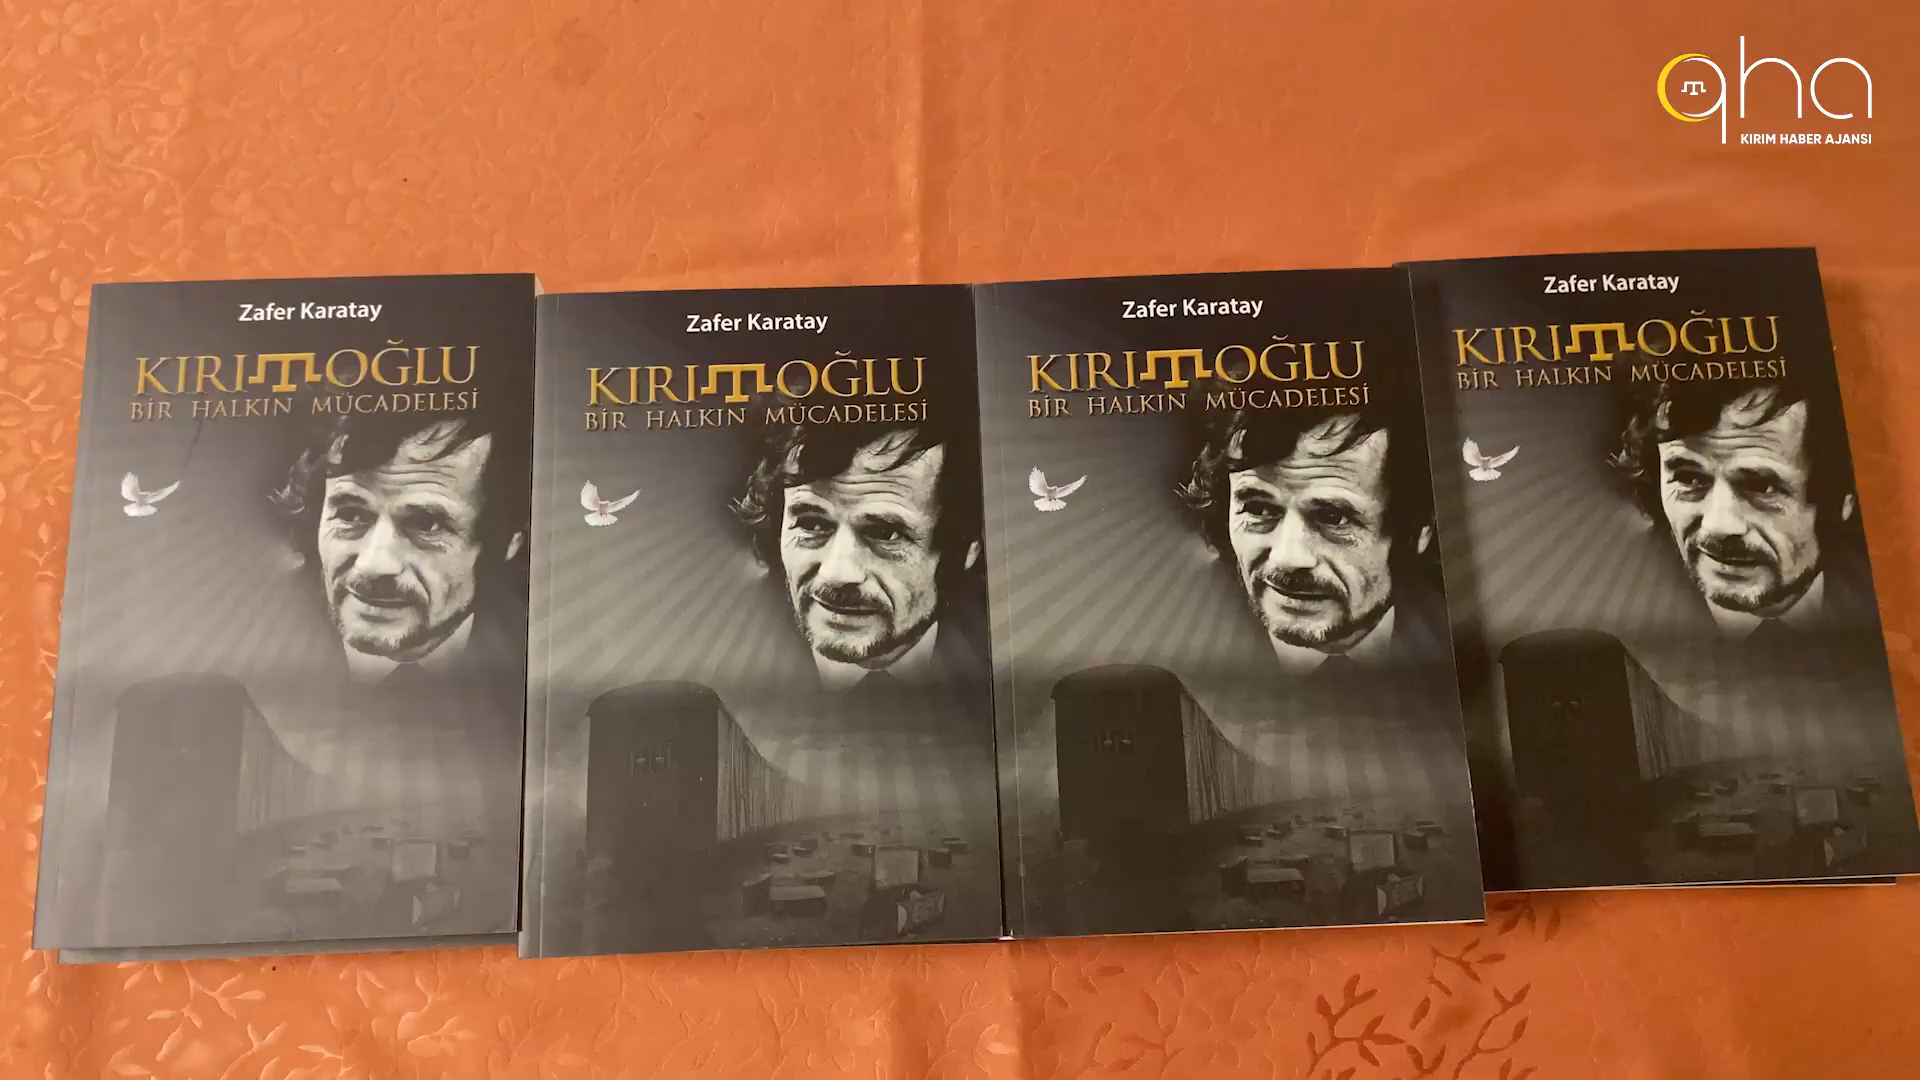 qha
KIRIM HABER AJANSI
Zafer Karatay
KIRIMOĞLU
BİR HALKIN MÜCADELESİ
Zafer Karatay
KIRIMOĞLU
BİR HALKIN MÜCADELESİ
Zafer Karatay
KIRIMOĞLU
BİR HALKIN MÜCADELESİ
Zafer Karatay
KIRIMOĞLU
BİR HALKIN MÜCADELESİ